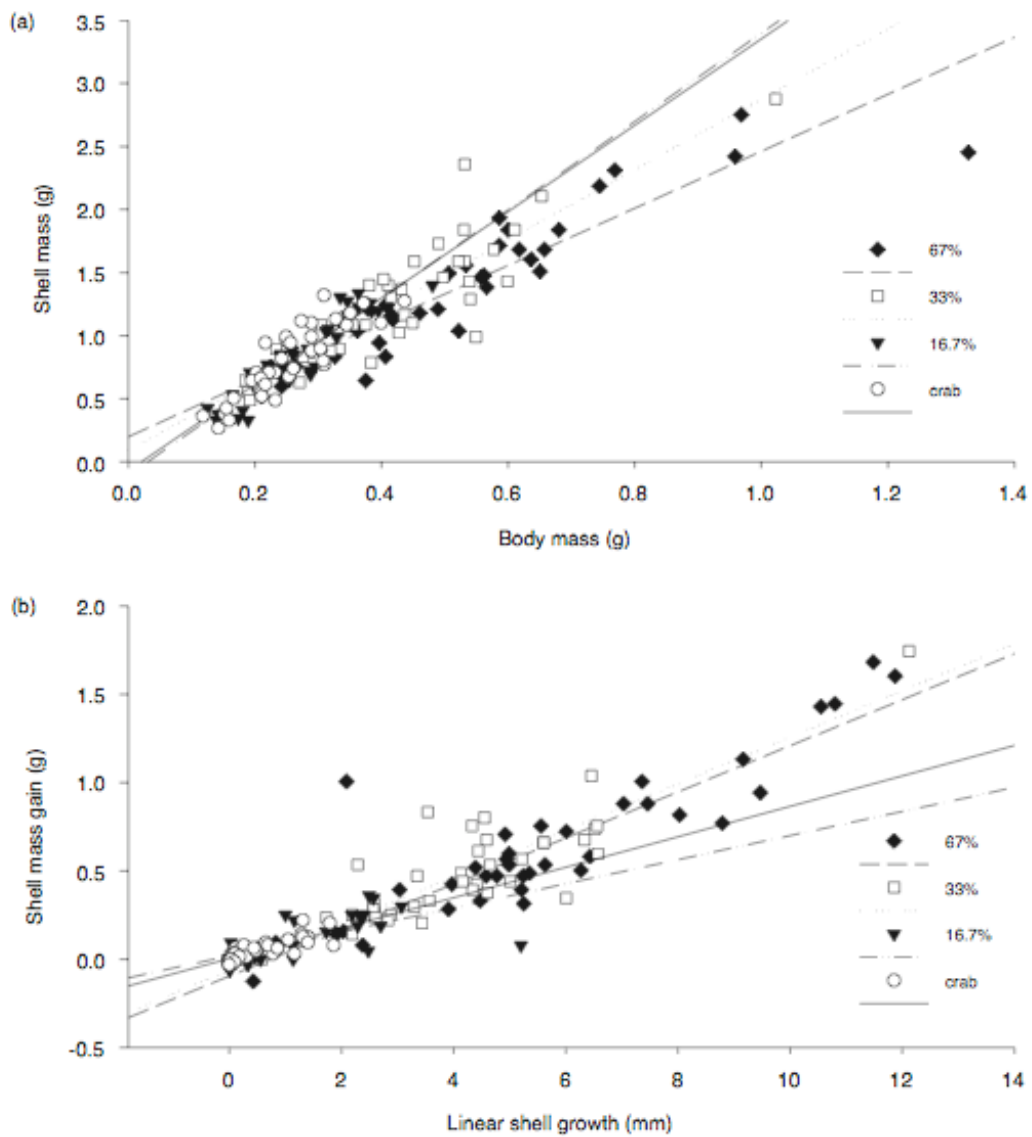 (a)
3.5
3.0
2.5
2.0
1.5
1.0
0.5
0.0
Shell mass (g)
67%
33%
16.7%
crab
0.0 0.2 0.4 0.6 0.8 1.0 1.2 1.4
Body mass (g)
(b)
2.0
1.5
1.0
0.5
0.0
-0.5
Shell mass gain (g)
67%
33%
16.7%
crab
0 2 4 6 8 10 12 14
Linear shell growth (mm)